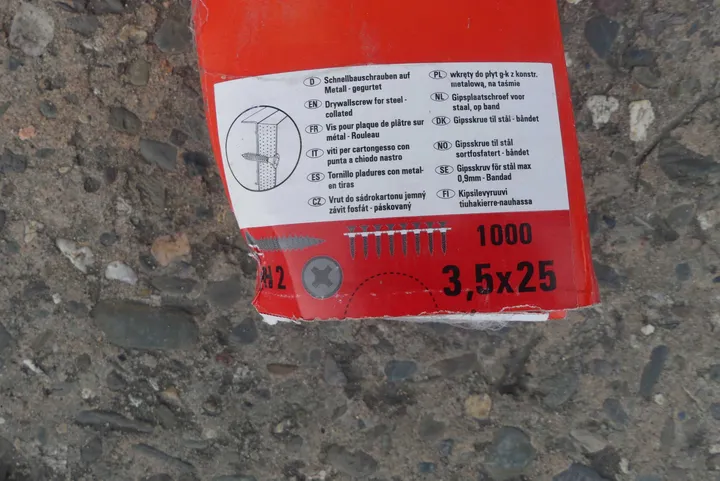 D Schnellbauschrauben auf
Metall - gegurtet
EN Drywallscrew for steel -
collated
FR Vis pour plaque de plâtre sur
métal - Rouleau
IT viti per cartongesso con
punta a chiodo nastro
ES Tornillo pladures con metal-
en tiras
CZ Vrut do sádrokartonu jemný
závit fosfát - páskovaný
PL wkręty do płyt g-k z konstr.
metalową, na taśmie
NL Gipsplaatschroef voor
staal, op band
DK Gipsskrue til stål - båndet
NO Gipsskrue til stål
sortfosfatert - båndet
SE Gipsskruv för stål max
0,9mm - Bandad
FI Kipsilevyruuvi
tiuhakierre-nauhassa
2
1000
3,5x25